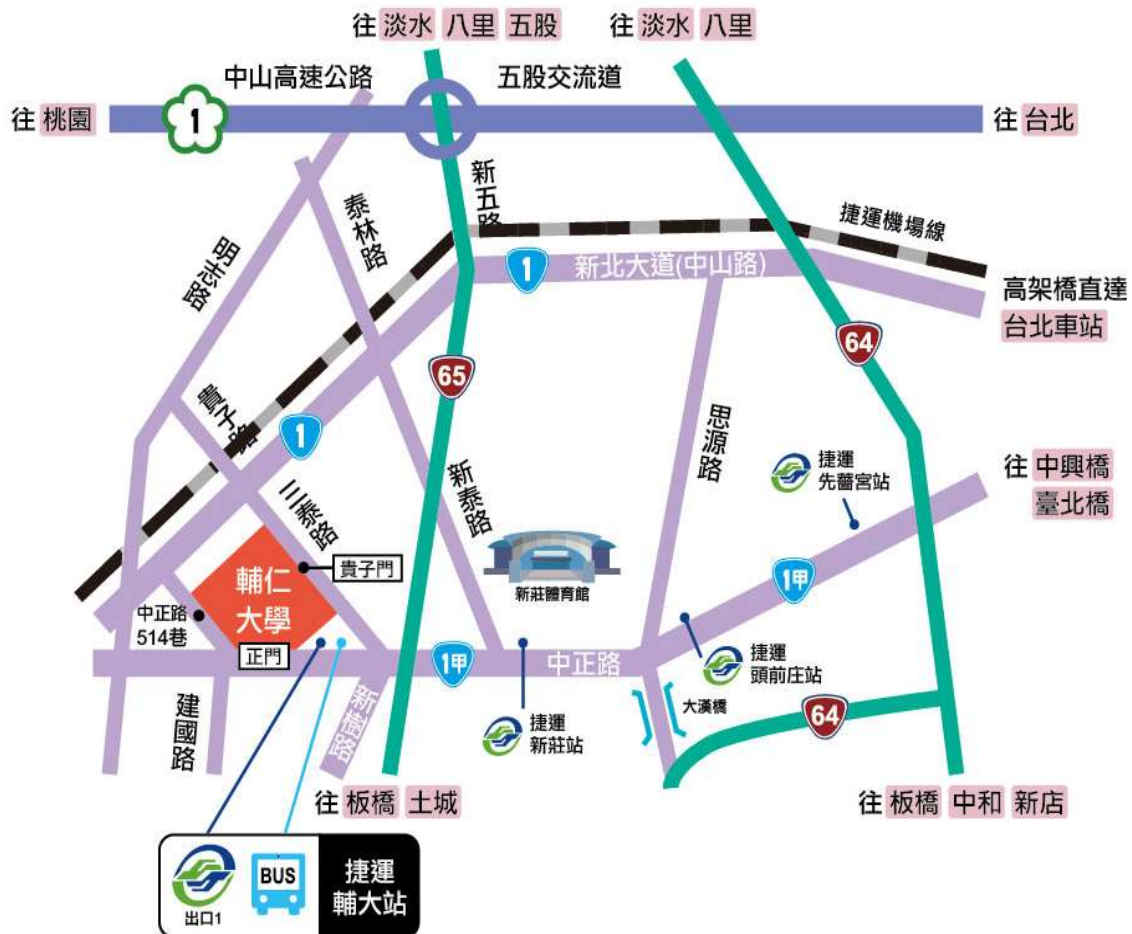 往 淡水 八里 五股
往 淡水 八里
中山高速公路
五股交流道
往 桃園
1
往 台北
新五路
泰林路
明志路
捷運機場線
1
新北大道(中山路)
高架橋直達
台北車站
65
64
貴子路
1
思源路
新泰路
三泰路
捷運
先嗇宮站
往 中興橋
臺北橋
輔仁
大學
貴子門
新莊體育館
1甲
中正路
514巷
正門
1甲
中正路
捷運
頭前庄站
建國路
新樹路
捷運
新莊站
大漢橋
64
往 板橋 土城
往 板橋 中和 新店
BUS
出口1
捷運
輔大站